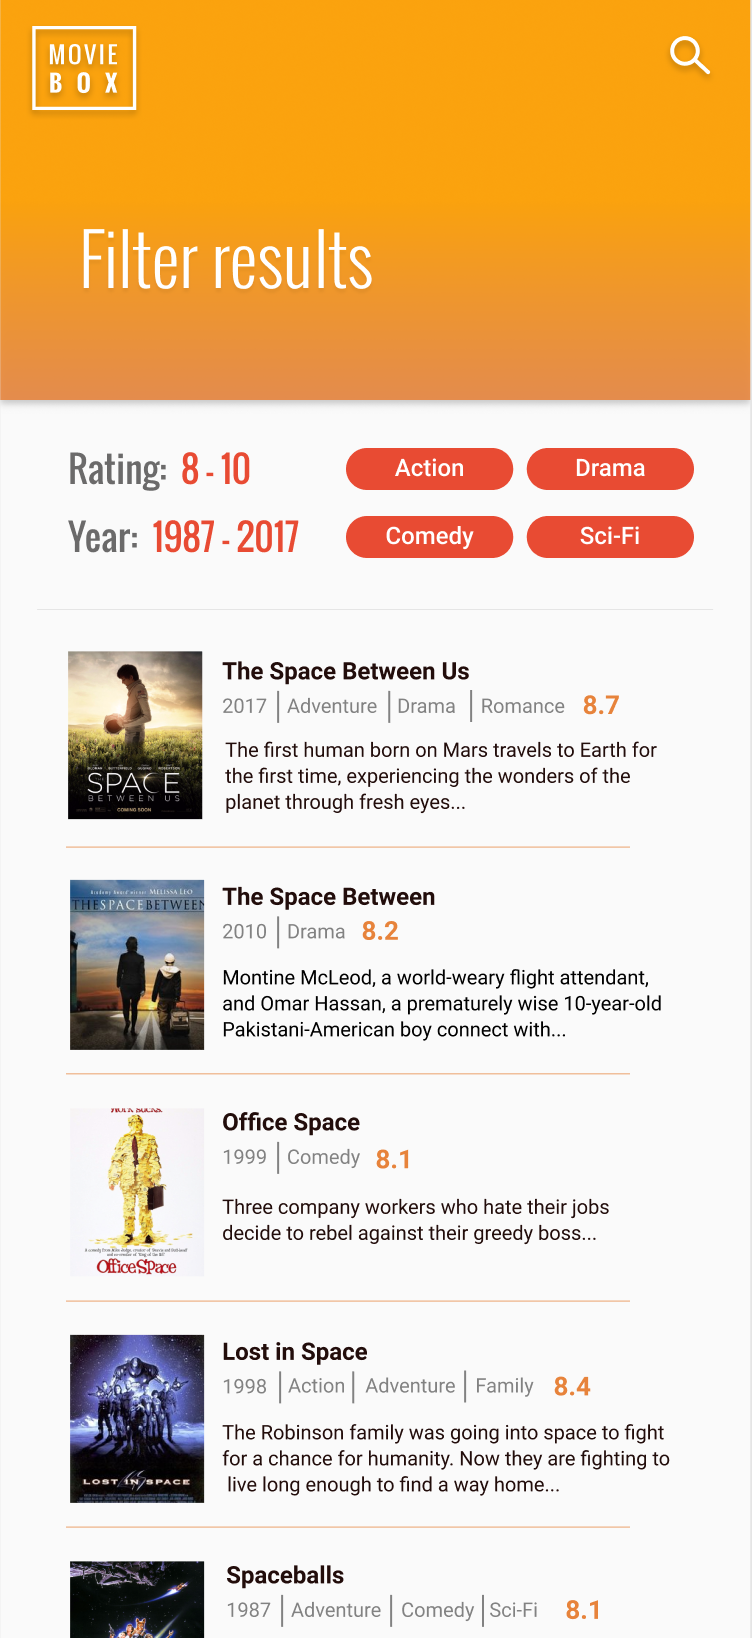 MOVIE
BOX
Filter results
Rating: 8 - 10
Action
Drama
Year: 1987 - 2017
Comedy
Sci-Fi
The Space Between Us
2017 | Adventure | Drama | Romance 8.7
The first human born on Mars travels to Earth for
the first time, experiencing the wonders of the
planet through fresh eyes...
SPACE
BETWEEN US
COMING SOON
The Space Between
2010 | Drama 8.2
Montine McLeod, a world-weary flight attendant,
and Omar Hassan, a prematurely wise 10-year-old
Pakistani-American boy connect with...
MELISSA LEO
THE SPACE BETWEEN
Office Space
1999 | Comedy 8.1
Three company workers who hate their jobs
decide to rebel against their greedy boss...
WORK SUCKS.
Office Space
Lost in Space
1998 | Action | Adventure | Family 8.4
The Robinson family was going into space to fight
for a chance for humanity. Now they are fighting to
live long enough to find a way home...
LOST IN SPACE
Spaceballs
1987 | Adventure | Comedy | Sci-Fi 8.1